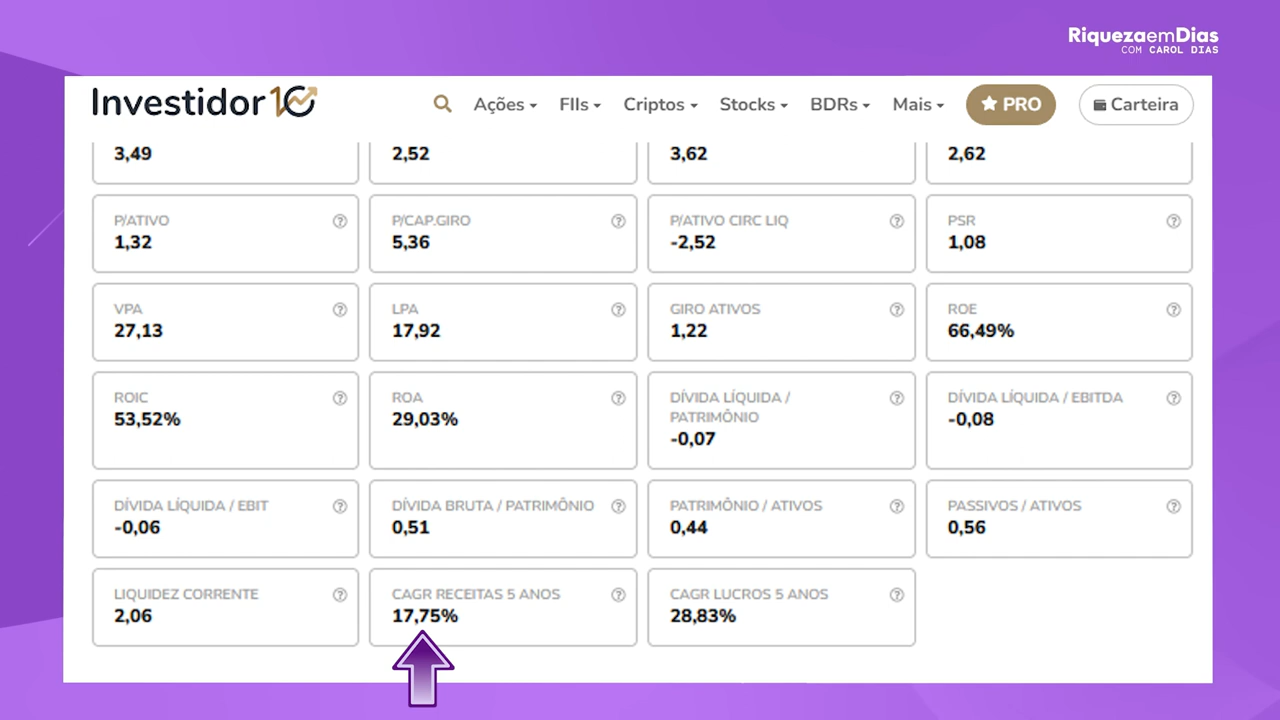 RiquezaemDias
COM CAROL DIAS
Investidor10
Ações
FIIs
Criptos
Stocks
BDRs
Mais
PRO
Carteira
3,49
2,52
3,62
2,62
P/ATIVO
1,32
P/CAP.GIRO
5,36
P/ATIVO CIRC LIQ
-2,52
PSR
1,08
VPA
27,13
LPA
17,92
GIRO ATIVOS
1,22
ROE
66,49%
ROIC
53,52%
ROA
29,03%
DÍVIDA LÍQUIDA /
PATRIMÔNIO
-0,07
DÍVIDA LÍQUIDA / EBITDA
-0,08
DÍVIDA LÍQUIDA / EBIT
-0,06
DÍVIDA BRUTA / PATRIMÔNIO
0,51
PATRIMÔNIO / ATIVOS
0,44
PASSIVOS / ATIVOS
0,56
LIQUIDEZ CORRENTE
2,06
CAGR RECEITAS 5 ANOS
17,75%
CAGR LUCROS 5 ANOS
28,83%